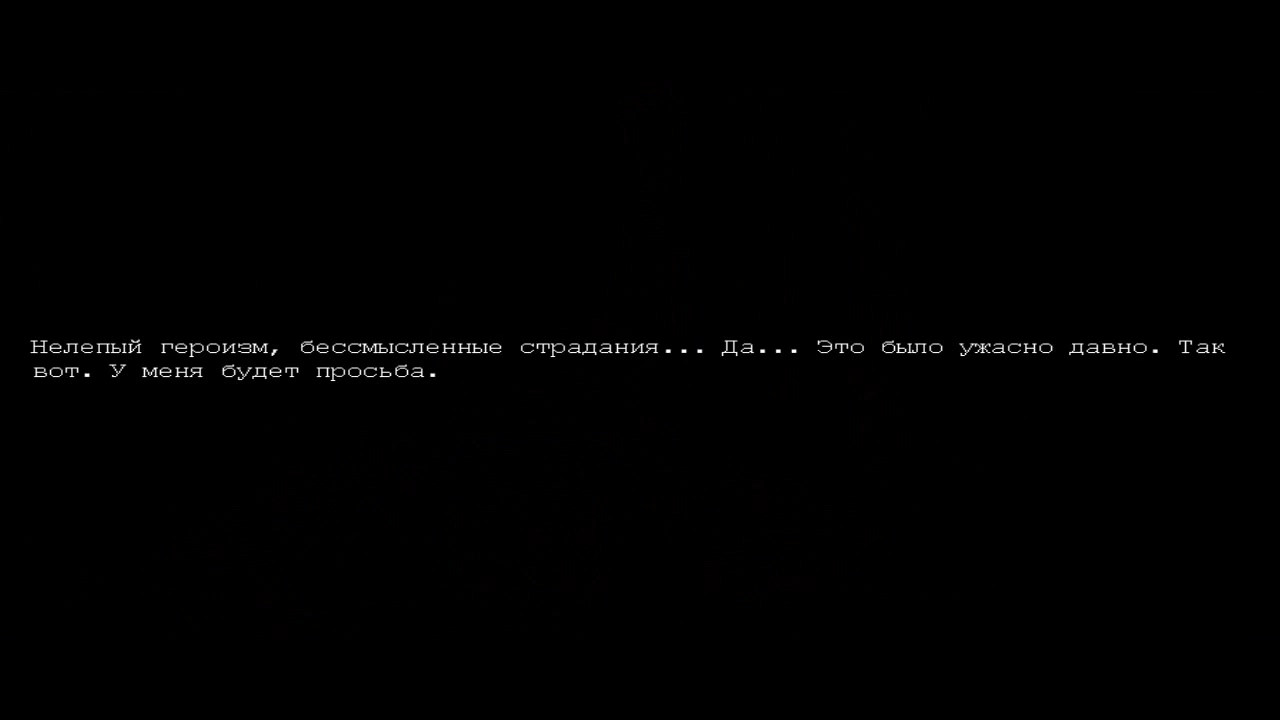 Нелепый героизм, бессмысленные страдания... Да... Это было ужасно давно. Так
вот. У меня будет просьба.